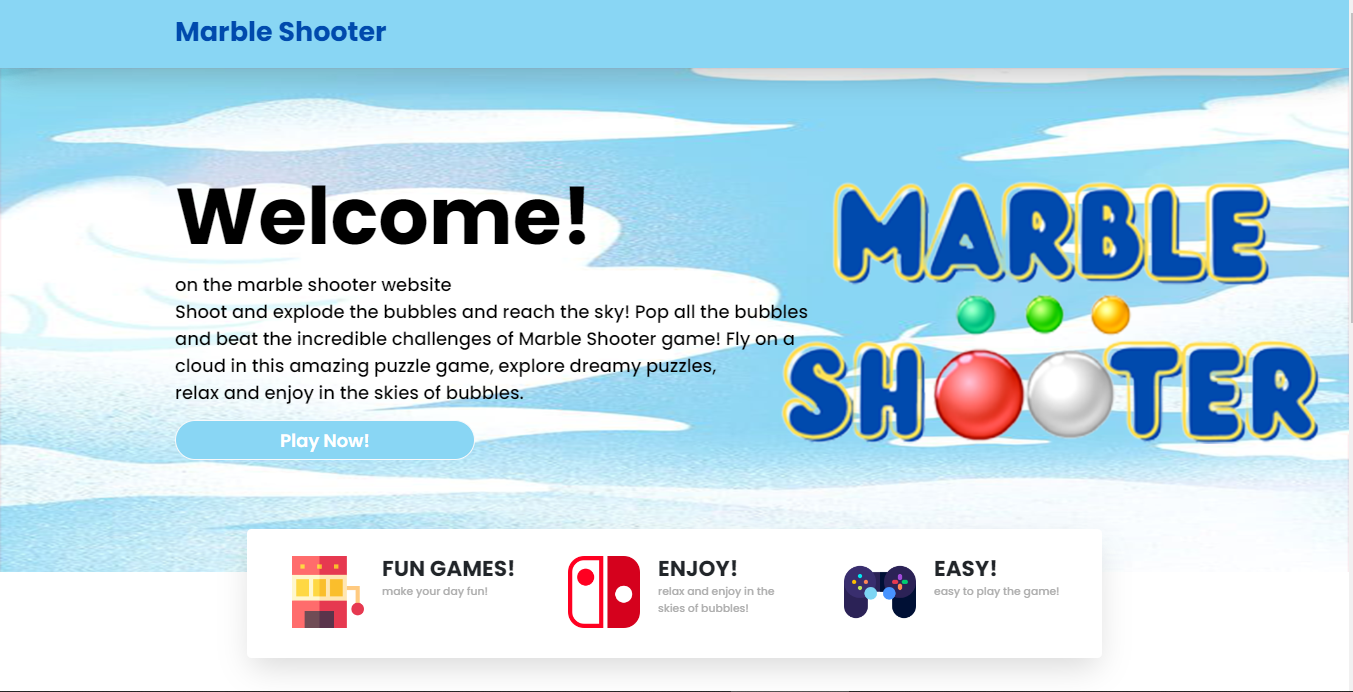 Marble Shooter
Welcome!
on the marble shooter website
Shoot and explode the bubbles and reach the sky! Pop all the bubbles
and beat the incredible challenges of Marble Shooter game! Fly on a
cloud in this amazing puzzle game, explore dreamy puzzles,
relax and enjoy in the skies of bubbles.
Play Now!
MARBLE
SHOOTER
FUN GAMES!
make your day fun!
ENJOY!
relax and enjoy in the
skies of bubbles!
EASY!
easy to play the game!